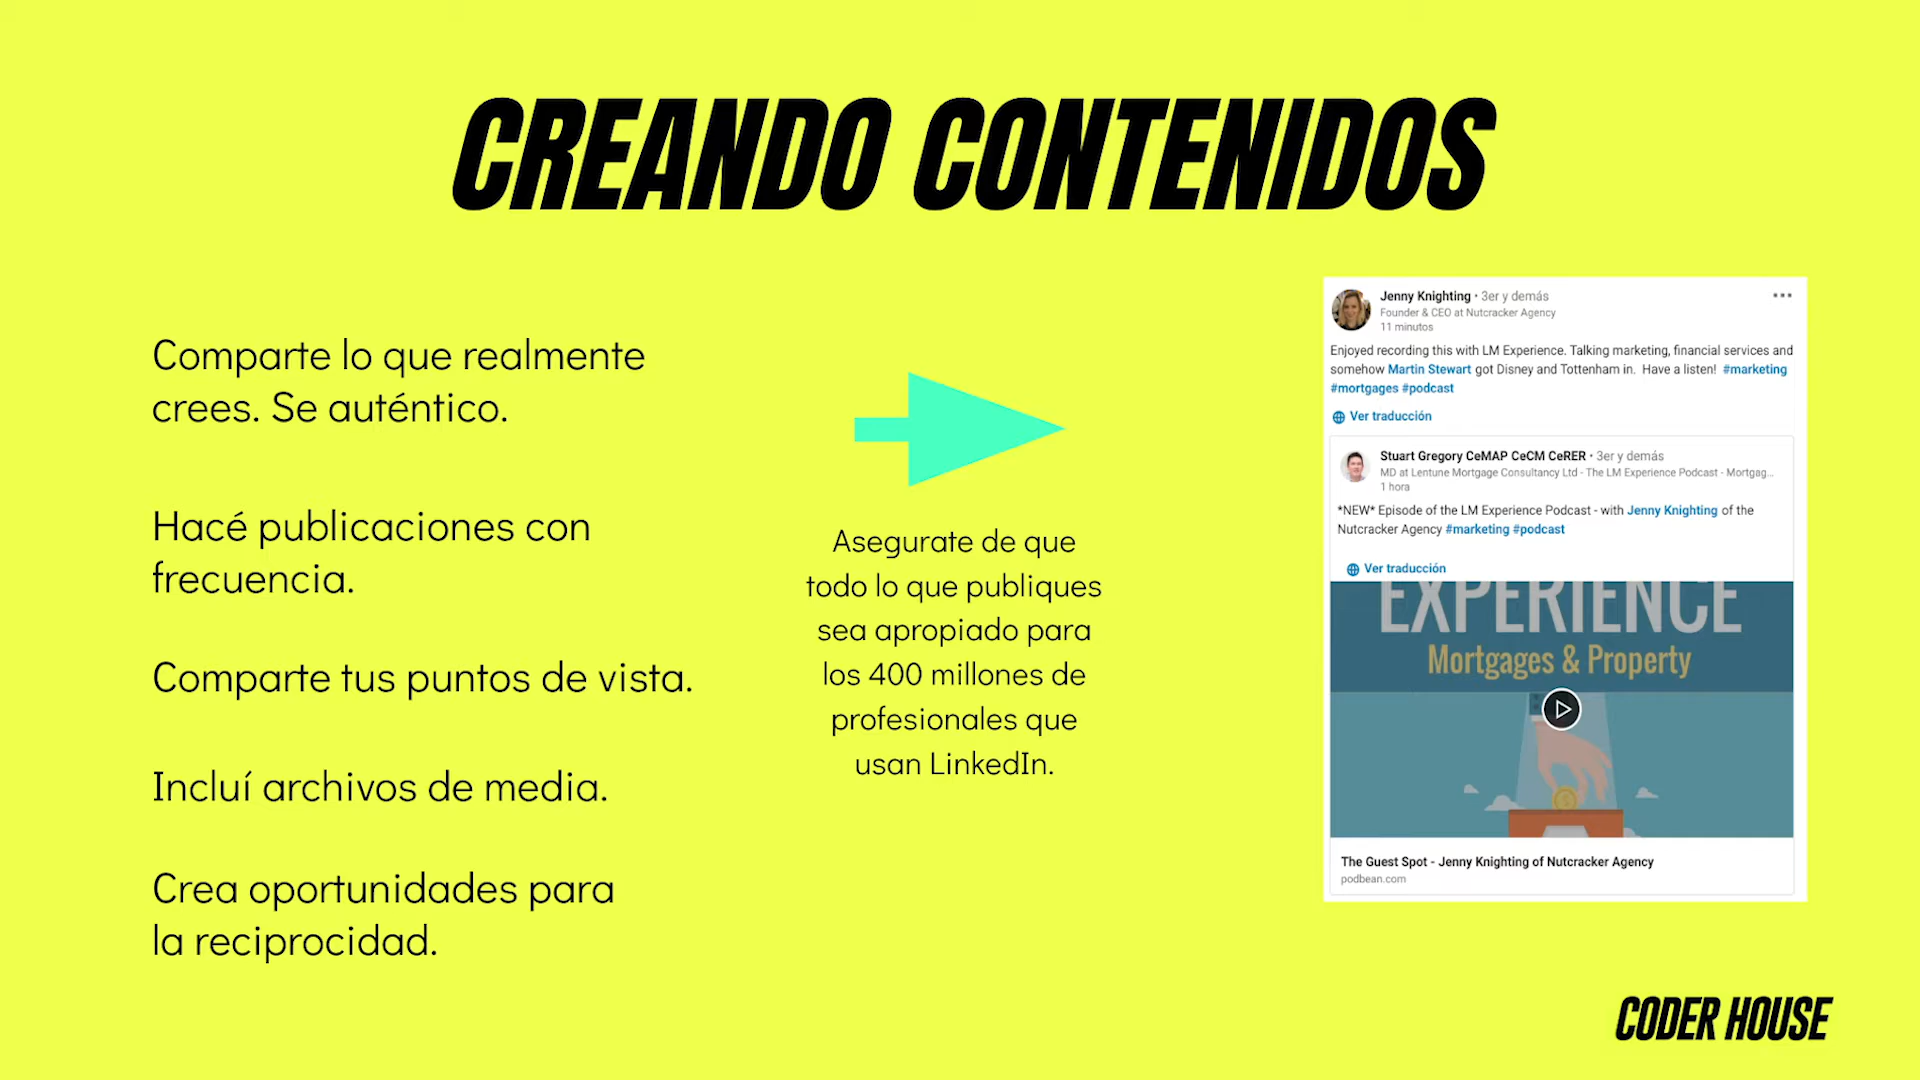 CREANDO CONTENIDOS
Comparte lo que realmente
crees. Se auténtico.
Hacé publicaciones con
frecuencia.
Comparte tus puntos de vista.
Incluí archivos de media.
Crea oportunidades para
la reciprocidad.
Asegurate de que
todo lo que publiques
sea apropiado para
los 400 millones de
profesionales que
usan LinkedIn.
Jenny Knighting • 3er y demás
Founder & CEO at Nutcracker Agency
11 minutos
Enjoyed recording this with LM Experience. Talking marketing, financial services and
somehow Martin Stewart got Disney and Tottenham in. Have a listen! #marketing
#mortgages #podcast
Ver traducción
Stuart Gregory CeMAP CeCM CeRER • 3er y demás
MD at Lentune Mortgage Consultancy Ltd - The LM Experience Podcast - Mortgag...
1 hora
*NEW* Episode of the LM Experience Podcast - with Jenny Knighting of the
Nutcracker Agency #marketing #podcast
Ver traducción
EXPERIENCE
Mortgages & Property
The Guest Spot - Jenny Knighting of Nutcracker Agency
podbean.com
CODER HOUSE